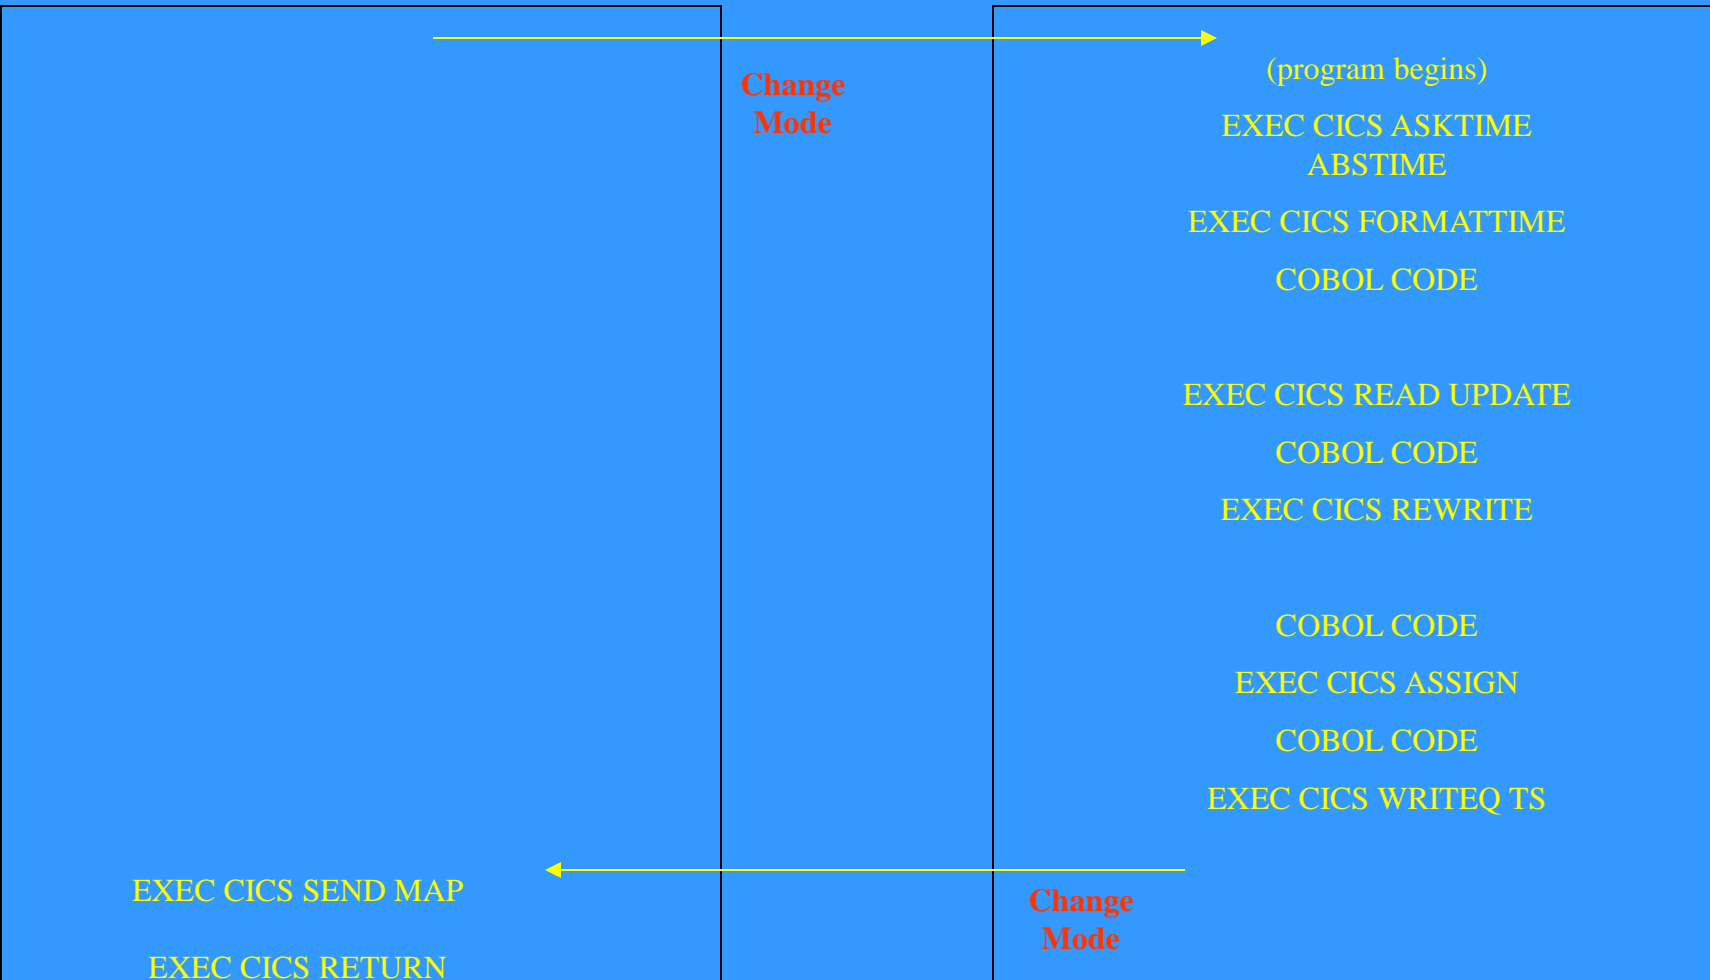 Change
Mode
(program begins)
EXEC CICS ASKTIME
ABSTIME
EXEC CICS FORMATTIME
COBOL CODE
EXEC CICS READ UPDATE
COBOL CODE
EXEC CICS REWRITE
COBOL CODE
EXEC CICS ASSIGN
COBOL CODE
EXEC CICS WRITEQ TS
EXEC CICS SEND MAP
Change
Mode
EXEC CICS RETURN